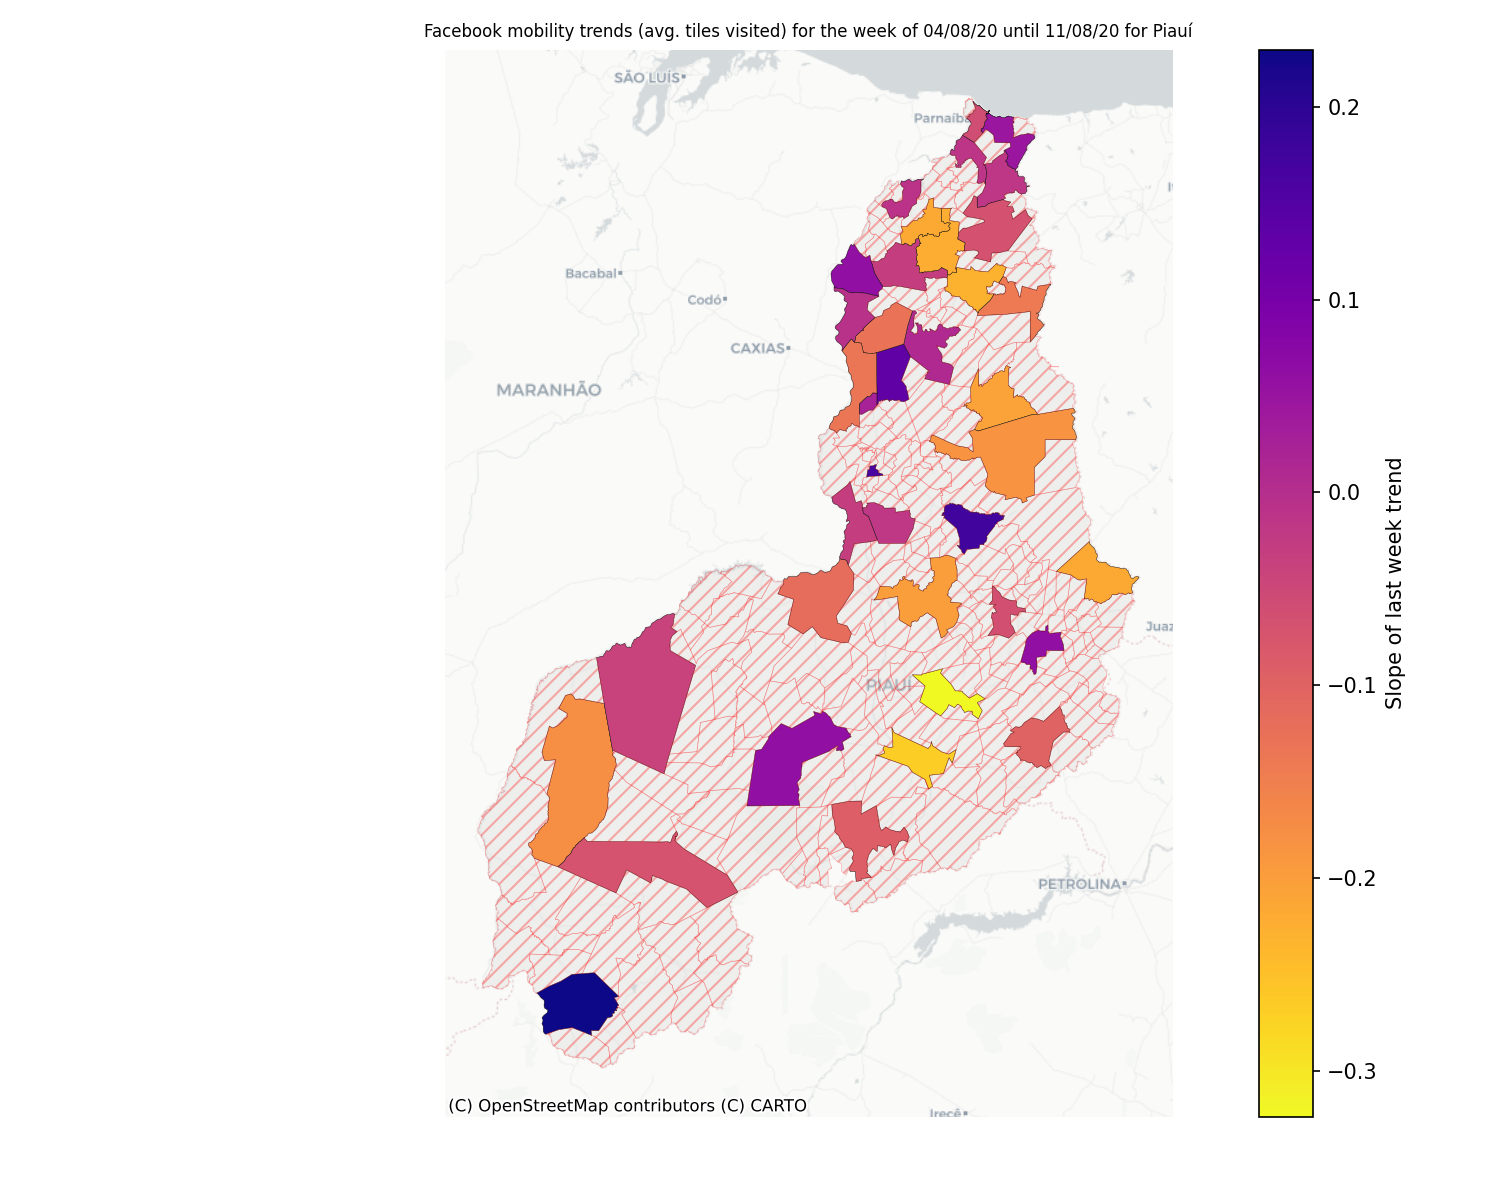 Facebook mobility trends (avg. tiles visited) for the week of 04/08/20 until 11/08/20 for Piauí
SÃO LUÍS
Parnaíba
Bacabal
Codó
CAXIAS
MARANHÃO
PIAUÍ
PETROLINA
Irecê
(C) OpenStreetMap contributors (C) CARTO
0.2
0.1
0.0
−0.1
−0.2
−0.3
Slope of last week trend